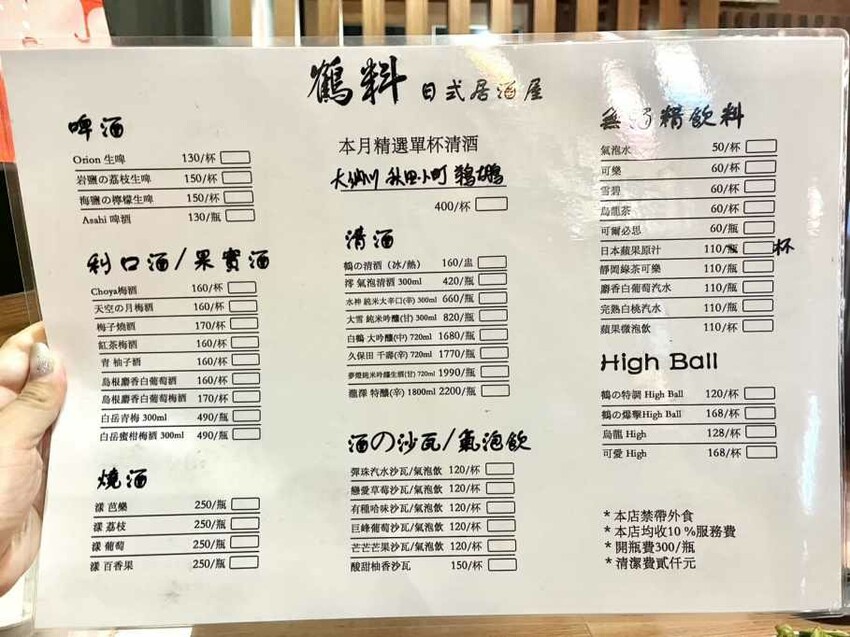 鶴料 日式居酒屋
啤酒
Orion 生啤 130/杯
岩鹽の荔枝生啤 150/杯
海鹽の檸檬生啤 150/杯
Asahi 啤酒 130/瓶
利口酒/果實酒
Choya梅酒 160/杯
天空の月梅酒 160/杯
梅子燒酒 170/杯
紅茶梅酒 160/杯
青 柚子酒 160/杯
島根麝香白葡萄酒 160/杯
島根麝香白葡萄梅酒 170/杯
白岳青梅 300ml 490/瓶
白岳蜜柑梅酒 300ml 490/瓶
燒酒
漾 芭樂 250/瓶
漾 荔枝 250/瓶
漾 葡萄 250/瓶
漾 百香果 250/瓶
本月精選單杯清酒
大納川 秋田小町 鵜鶘
400/杯
清酒
鶴の清酒（冰/熱） 160/盅
澪 氣泡清酒 300ml 420/瓶
水神 純米大辛口(辛) 300ml 660/瓶
大雪 純米吟釀(甘) 300ml 820/瓶
白鶴 大吟釀(中) 720ml 1680/瓶
久保田 千壽(辛) 720ml 1770/瓶
夢燈純米吟釀生酒(甘) 720ml 1990/瓶
瀧澤 特釀(辛) 1800ml 2200/瓶
酒の沙瓦/氣泡飲
彈珠汽水沙瓦/氣泡飲 120/杯
戀愛草莓沙瓦/氣泡飲 120/杯
有種哈味沙瓦/氣泡飲 120/杯
巨峰葡萄沙瓦/氣泡飲 120/杯
芒芒芒果沙瓦/氣泡飲 120/杯
酸甜柚香沙瓦 150/杯
無酒精飲料
氣泡水 50/杯
可樂 60/杯
雪碧 60/杯
烏龍茶 60/杯
可爾必思 60/瓶
日本蘋果原汁 110/瓶 杯
靜岡綠茶可樂 110/瓶
麝香白葡萄汽水 110/瓶
完熟白桃汽水 110/瓶
蘋果微泡飲 110/杯
High Ball
鶴の特調 High Ball 120/杯
鶴の爆擊High Ball 168/杯
烏龍 High 128/杯
可愛 High 168/杯
* 本店禁帶外食
* 本店均收10 %服務費
* 開瓶費300/瓶
* 清潔費貳仟元